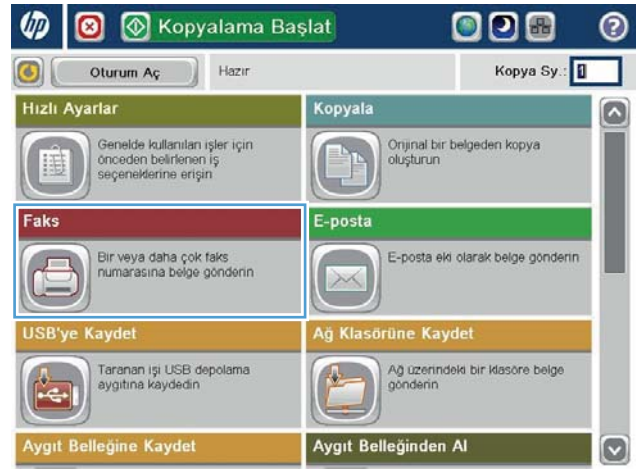 hp Kopyalama Başlat ?
Oturum Aç Hazır Kopya Sy.: 1
Hızlı Ayarlar
Genelde kullanılan işler için
önceden belirlenen iş
seçeneklerine erişin
Kopyala
Orijinal bir belgeden kopya
oluşturun
Faks
Bir veya daha çok faks
numarasına belge gönderin
E-posta
E-posta eki olarak belge gönderin
USB'ye Kaydet
Taranan işi USB depolama
aygıtına kaydedin
Ağ Klasörüne Kaydet
Ağ üzerindeki bir klasöre belge
gönderin
Aygıt Belleğine Kaydet
Aygıt Belleğinden Al